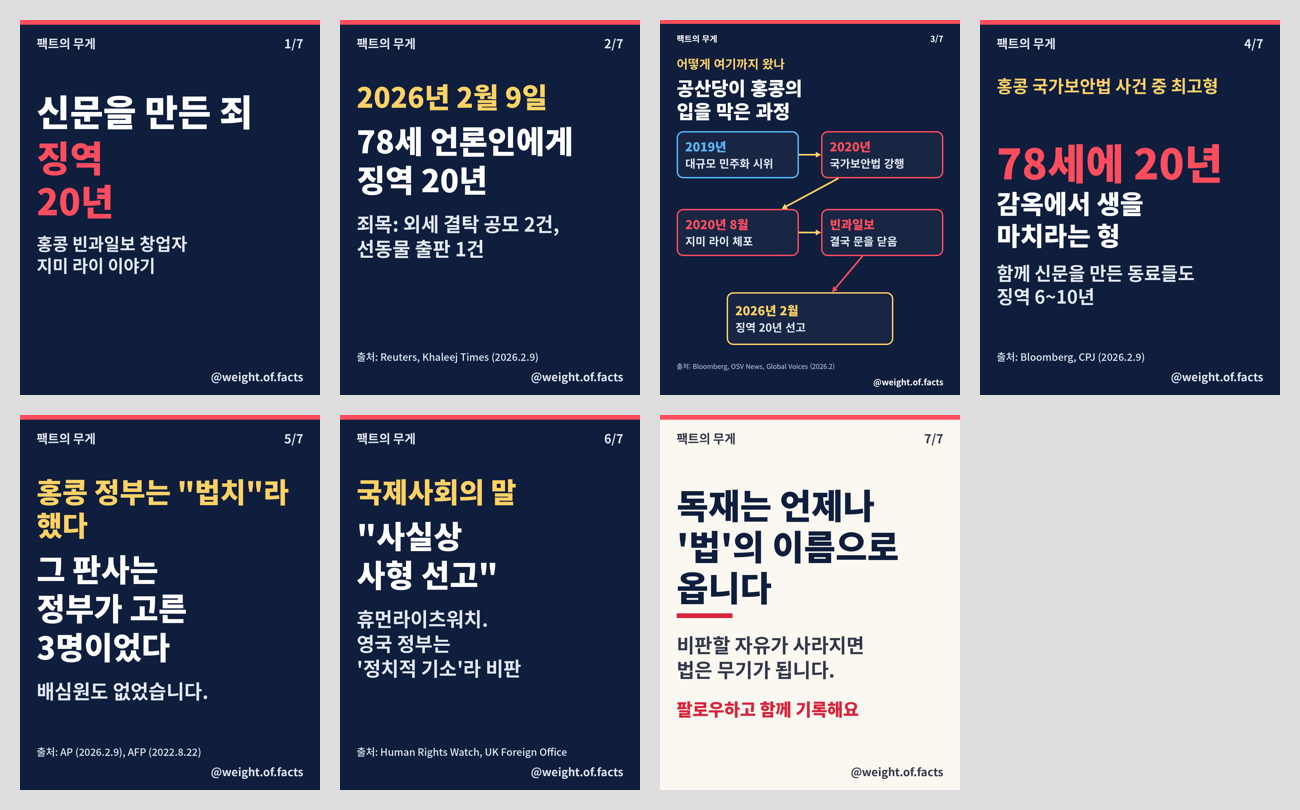 팩트의 무게
1/7
신문을 만든 죄
징역
20년
홍콩 빈과일보 창업자
지미 라이 이야기
@weight.of.facts
팩트의 무게
2/7
2026년 2월 9일
78세 언론인에게
징역 20년
죄목: 외세 결탁 공모 2건,
선동물 출판 1건
출처: Reuters, Khaleej Times (2026.2.9)
@weight.of.facts
팩트의 무게
3/7
어떻게 여기까지 왔나
공산당이 홍콩의
입을 막은 과정
2019년
대규모 민주화 시위
2020년
국가보안법 강행
2020년 8월
지미 라이 체포
빈과일보
결국 문을 닫음
2026년 2월
징역 20년 선고
출처: Bloomberg, OSV News, Global Voices (2026.2)
@weight.of.facts
팩트의 무게
4/7
홍콩 국가보안법 사건 중 최고형
78세에 20년
감옥에서 생을
마치라는 형
함께 신문을 만든 동료들도
징역 6~10년
출처: Bloomberg, CPJ (2026.2.9)
@weight.of.facts
팩트의 무게
5/7
홍콩 정부는 "법치"라
했다
그 판사는
정부가 고른
3명이었다
배심원도 없었습니다.
출처: AP (2026.2.9), AFP (2022.8.22)
@weight.of.facts
팩트의 무게
6/7
국제사회의 말
"사실상
사형 선고"
휴먼라이츠워치.
영국 정부는
'정치적 기소'라 비판
출처: Human Rights Watch, UK Foreign Office
@weight.of.facts
팩트의 무게
7/7
독재는 언제나
'법'의 이름으로
옵니다
비판할 자유가 사라지면
법은 무기가 됩니다.
팔로우하고 함께 기록해요
@weight.of.facts